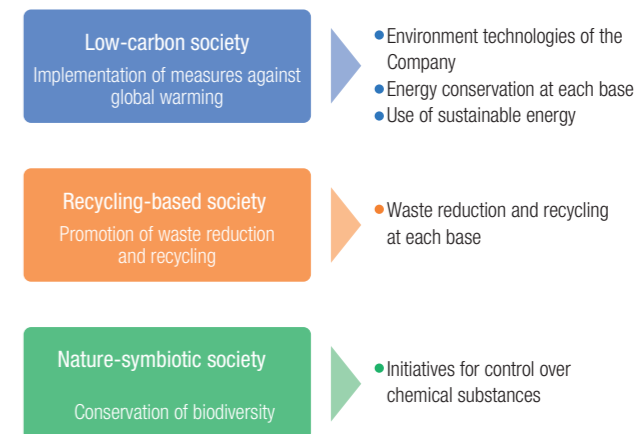 Low-carbon society
Implementation of measures against
global warming
● Environment technologies of the
Company
● Energy conservation at each base
● Use of sustainable energy
Recycling-based society
Promotion of waste reduction
and recycling
● Waste reduction and recycling
at each base
Nature-symbiotic society
Conservation of biodiversity
● Initiatives for control over
chemical substances